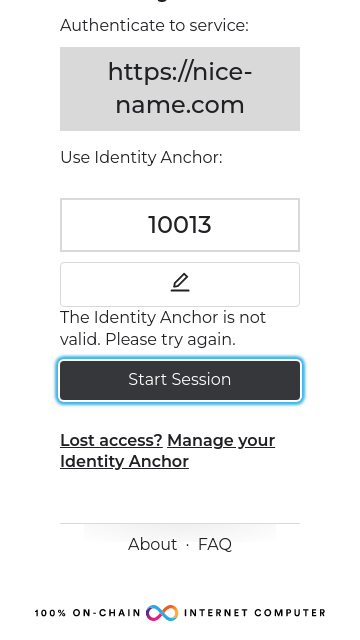 Authenticate to service:
https://nice-
name.com
Use Identity Anchor:
10013
The Identity Anchor is not
valid. Please try again.
Start Session
Lost access? Manage your
Identity Anchor
About · FAQ
100% ON-CHAIN INTERNET COMPUTER